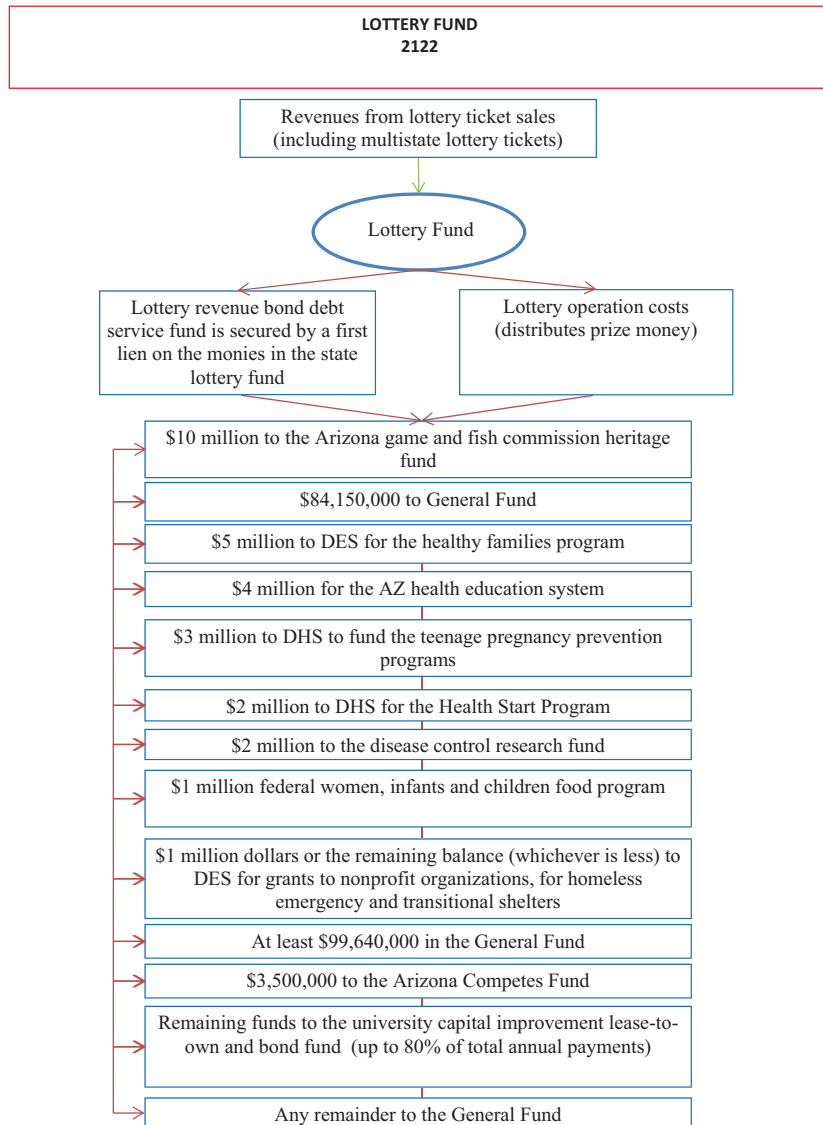 LOTTERY FUND
2122
Revenues from lottery ticket sales
(including multistate lottery tickets)
Lottery Fund
Lottery revenue bond debt
service fund is secured by a first
lien on the monies in the state
lottery fund
Lottery operation costs
(distributes prize money)
$10 million to the Arizona game and fish commission heritage
fund
$84,150,000 to General Fund
$5 million to DES for the healthy families program
$4 million for the AZ health education system
$3 million to DHS to fund the teenage pregnancy prevention
programs
$2 million to DHS for the Health Start Program
$2 million to the disease control research fund
$1 million federal women, infants and children food program
$1 million dollars or the remaining balance (whichever is less) to
DES for grants to nonprofit organizations, for homeless
emergency and transitional shelters
At least $99,640,000 in the General Fund
$3,500,000 to the Arizona Competes Fund
Remaining funds to the university capital improvement lease-to-
own and bond fund (up to 80% of total annual payments)
Any remainder to the General Fund